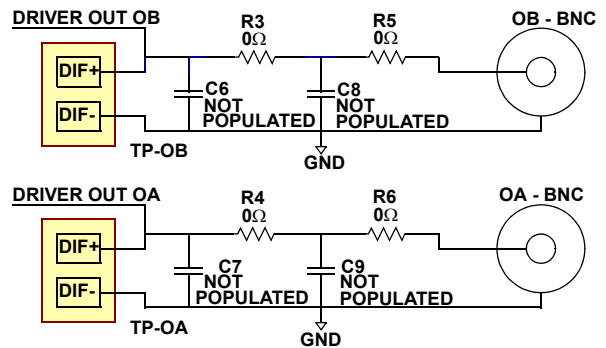 DRIVER OUT OB
R3
0Ω
R5
0Ω
OB - BNC
DIF+
DIF-
C6
NOT
POPULATED
C8
NOT
POPULATED
TP-OB
GND
DRIVER OUT OA
R4
0Ω
R6
0Ω
OA - BNC
DIF+
DIF-
C7
NOT
POPULATED
C9
NOT
POPULATED
TP-OA
GND